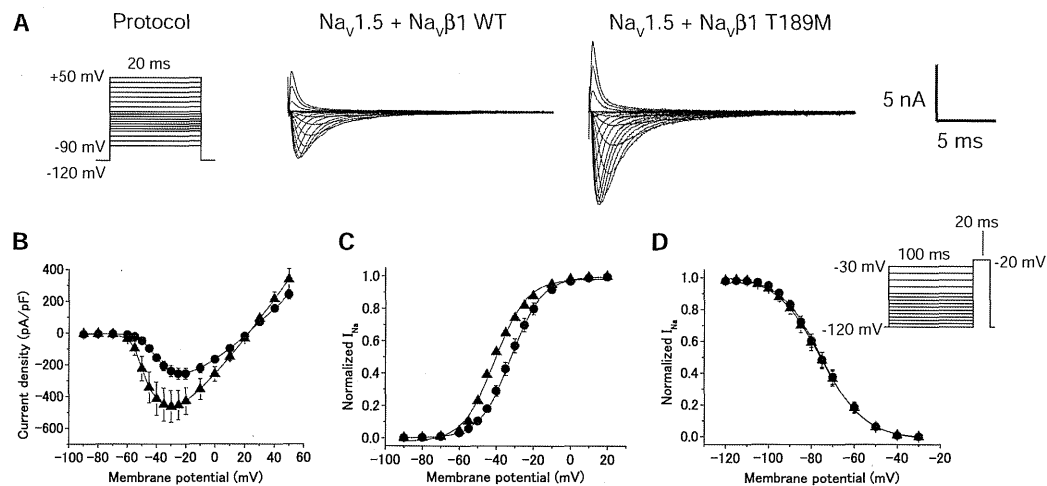 A
Protocol
20 ms
+50 mV
-90 mV
-120 mV
NaV1.5 + NaVβ1 WT
NaV1.5 + NaVβ1 T189M
5 nA
5 ms
B
Current density (pA/pF)
400
200
0
-200
-400
-600
-100 -80 -60 -40 -20 0 20 40 60
Membrane potential (mV)
C
Normalized INa
1.0
0.8
0.6
0.4
0.2
0.0
-100 -80 -60 -40 -20 0 20
Membrane potential (mV)
D
Normalized INa
1.0
0.8
0.6
0.4
0.2
0.0
-120 -100 -80 -60 -40 -20
Membrane potential (mV)
20 ms
100 ms
-30 mV
-20 mV
-120 mV